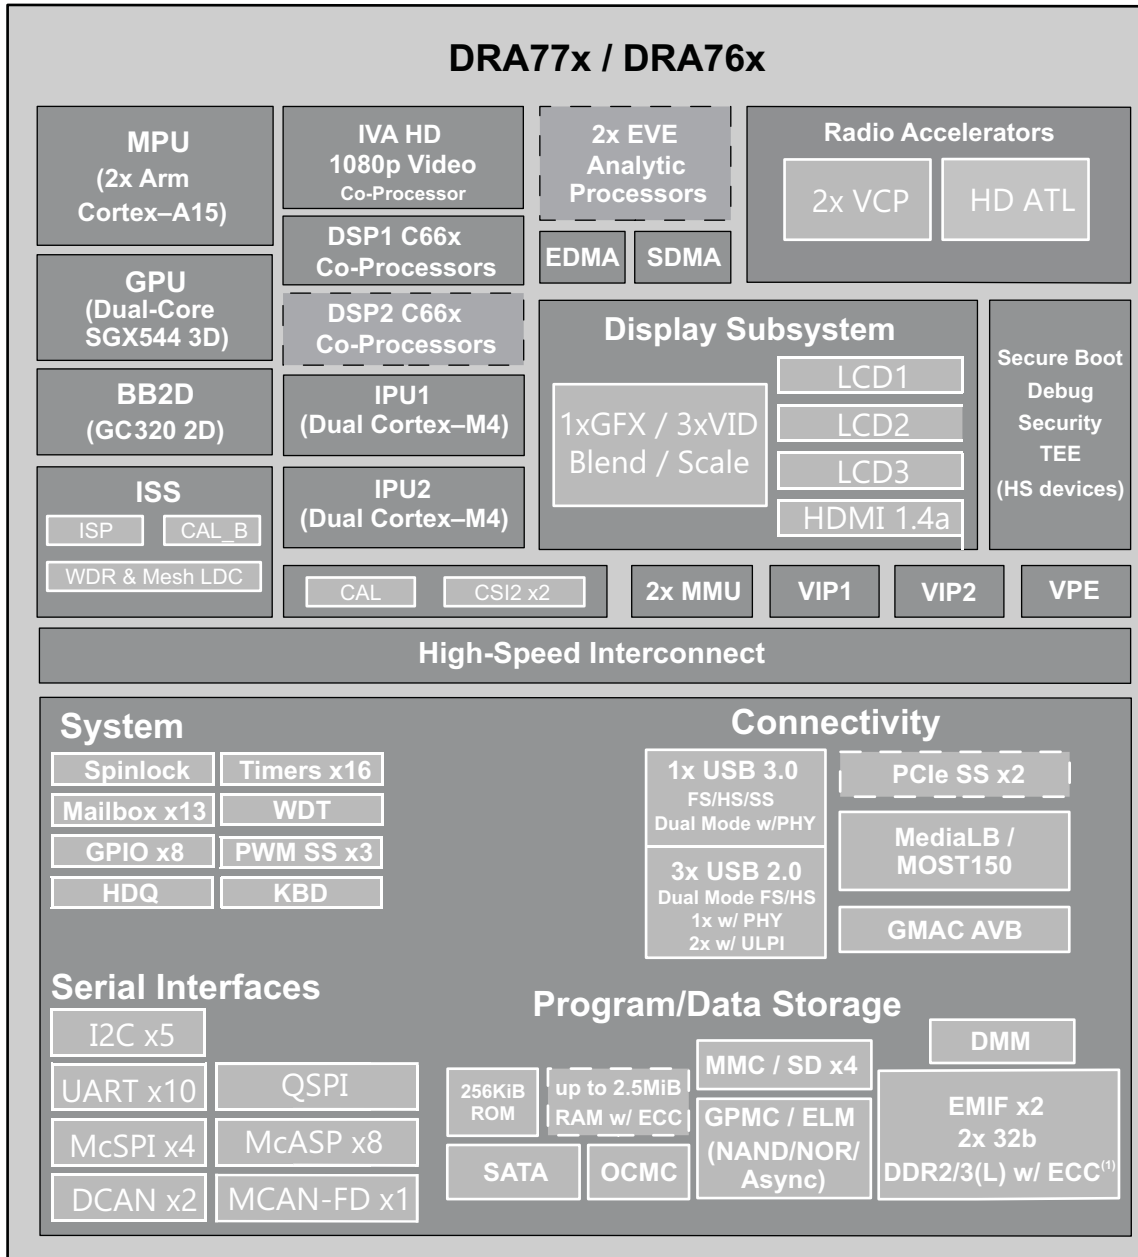 DRA77x / DRA76x
MPU
(2x Arm
Cortex–A15)
GPU
(Dual-Core
SGX544 3D)
BB2D
(GC320 2D)
ISS
ISP
CAL_B
WDR & Mesh LDC
IVA HD
1080p Video
Co-Processor
DSP1 C66x
Co-Processors
DSP2 C66x
Co-Processors
IPU1
(Dual Cortex–M4)
IPU2
(Dual Cortex–M4)
CAL
CSI2 x2
2x EVE
Analytic
Processors
EDMA
SDMA
Radio Accelerators
2x VCP
HD ATL
Display Subsystem
1xGFX / 3xVID
Blend / Scale
LCD1
LCD2
LCD3
HDMI 1.4a
Secure Boot
Debug
Security
TEE
(HS devices)
2x MMU
VIP1
VIP2
VPE
High-Speed Interconnect
System
Spinlock
Timers x16
Mailbox x13
WDT
GPIO x8
PWM SS x3
HDQ
KBD
Connectivity
1x USB 3.0
FS/HS/SS
Dual Mode w/PHY
3x USB 2.0
Dual Mode FS/HS
1x w/ PHY
2x w/ ULPI
PCIe SS x2
MediaLB /
MOST150
GMAC AVB
Serial Interfaces
I2C x5
UART x10
QSPI
McSPI x4
McASP x8
DCAN x2
MCAN-FD x1
Program/Data Storage
256KiB
ROM
up to 2.5MiB
RAM w/ ECC
SATA
OCMC
MMC / SD x4
GPMC / ELM
(NAND/NOR/
Async)
DMM
EMIF x2
2x 32b
DDR2/3(L) w/ ECC(1)